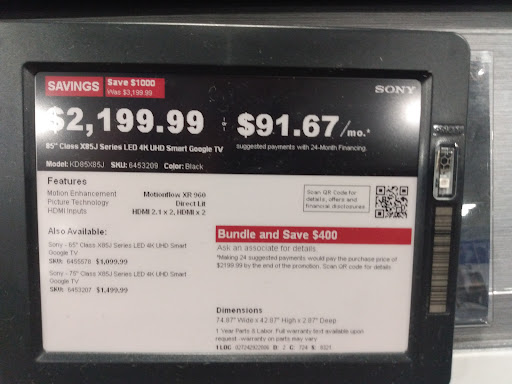 SAVINGS Save $1000
Was $3,199.99
SONY
$2,199.99 $91.67/mo.*
85" Class X85J Series LED 4K UHD Smart Google TV
suggested payments with 24-Month Financing
Model: KD85X85J SKU: 6453209 Color: Black
Features
Motion Enhancement Motionflow XR 960
Picture Technology Direct Lit
HDMI Inputs HDMI 2.1 x 2, HDMI x 2
Scan QR Code for
details, offers and
financial disclosures
Also Available:
Sony - 65" Class X85J Series LED 4K UHD Smart
Google TV
$1,099.99
Sony - 75" Class X85J Series LED 4K UHD Smart
Google TV
SKU: 6453207 $1,499.99
Bundle and Save $400
Ask an associate for details
*Making 24 suggested payments would pay the purchase price of
$2199.99 by the end of the promotion. Scan QR code for details
Dimensions
74.97" Wide x 42.97" High x 2.87" Deep
1 Year Parts & Labor. Full warranty text available upon
request -warranty on parts may vary